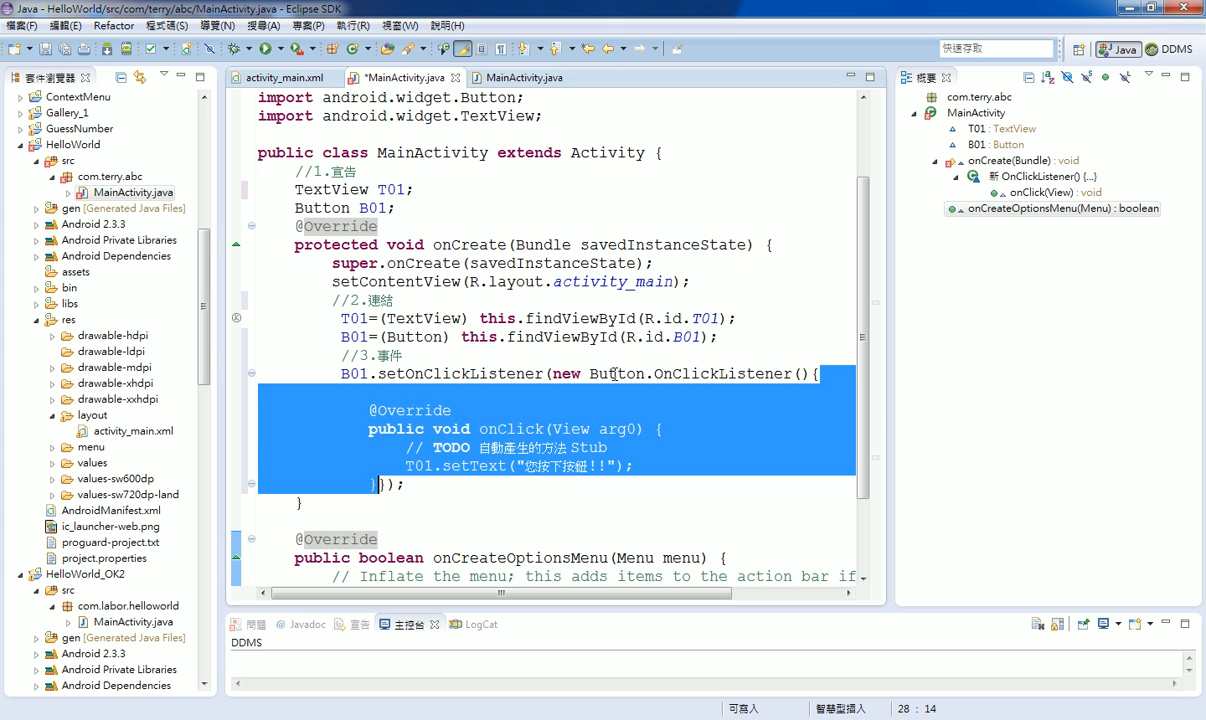 Java - HelloWorld/src/com/terry/abc/MainActivity.java - Eclipse SDK
檔案(F) 編輯(E) Refactor 程式碼(S) 導覽(N) 搜尋(A) 專案(P) 執行(R) 視窗(W) 說明(H)
快速存取 Java DDMS
套件瀏覽器
ContextMenu
Gallery_1
GuessNumber
HelloWorld
src
com.terry.abc
MainActivity.java
gen [Generated Java Files]
Android 2.3.3
Android Private Libraries
Android Dependencies
assets
bin
libs
res
drawable-hdpi
drawable-ldpi
drawable-mdpi
drawable-xhdpi
drawable-xxhdpi
layout
activity_main.xml
menu
values
values-sw600dp
values-sw720dp-land
AndroidManifest.xml
ic_launcher-web.png
proguard-project.txt
project.properties
HelloWorld_OK2
src
com.labor.helloworld
MainActivity.java
gen [Generated Java Files]
Android 2.3.3
Android Private Libraries
Android Dependencies
activity_main.xml *MainActivity.java MainActivity.java
import android.widget.Button;
import android.widget.TextView;
public class MainActivity extends Activity {
//1.宣告
TextView T01;
Button B01;
@Override
protected void onCreate(Bundle savedInstanceState) {
super.onCreate(savedInstanceState);
setContentView(R.layout.activity_main);
//2.連結
T01=(TextView) this.findViewById(R.id.T01);
B01=(Button) this.findViewById(R.id.B01);
//3.事件
B01.setOnClickListener(new Button.OnClickListener(){
@Override
public void onClick(View arg0) {
// TODO 自動產生的方法 Stub
T01.setText("您按下按鈕!!");
}});
}
@Override
public boolean onCreateOptionsMenu(Menu menu) {
// Inflate the menu; this adds items to the action bar if
概要
com.terry.abc
MainActivity
T01 : TextView
B01 : Button
onCreate(Bundle) : void
新 OnClickListener() {...}
onClick(View) : void
onCreateOptionsMenu(Menu) : boolean
問題 @ Javadoc 宣告 主控台 LogCat
DDMS
可寫入 智慧型插入 28 : 14